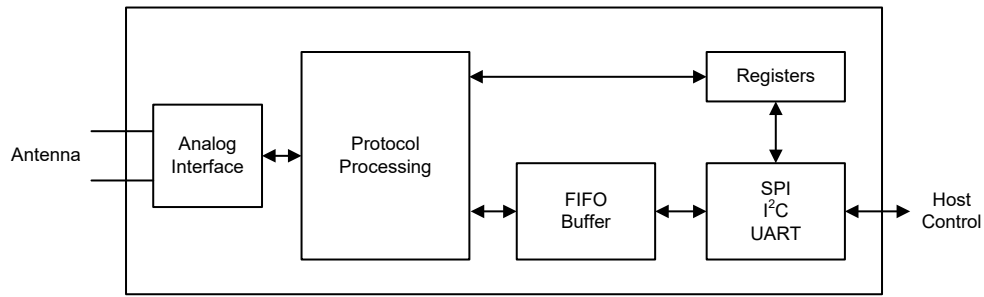 Antenna
Analog
Interface
Protocol
Processing
Registers
FIFO
Buffer
SPI
I²C
UART
Host
Control